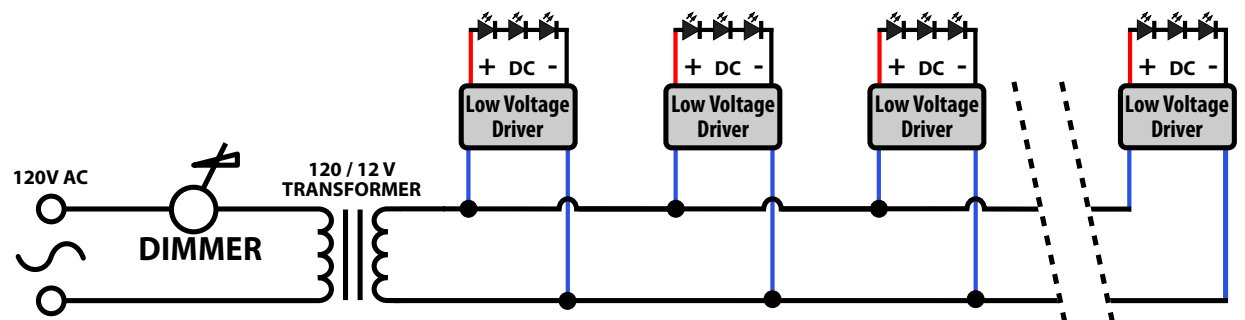 + DC -
+ DC -
+ DC -
+ DC -
Low Voltage
Driver
Low Voltage
Driver
Low Voltage
Driver
Low Voltage
Driver
120V AC
DIMMER
120 / 12 V
TRANSFORMER